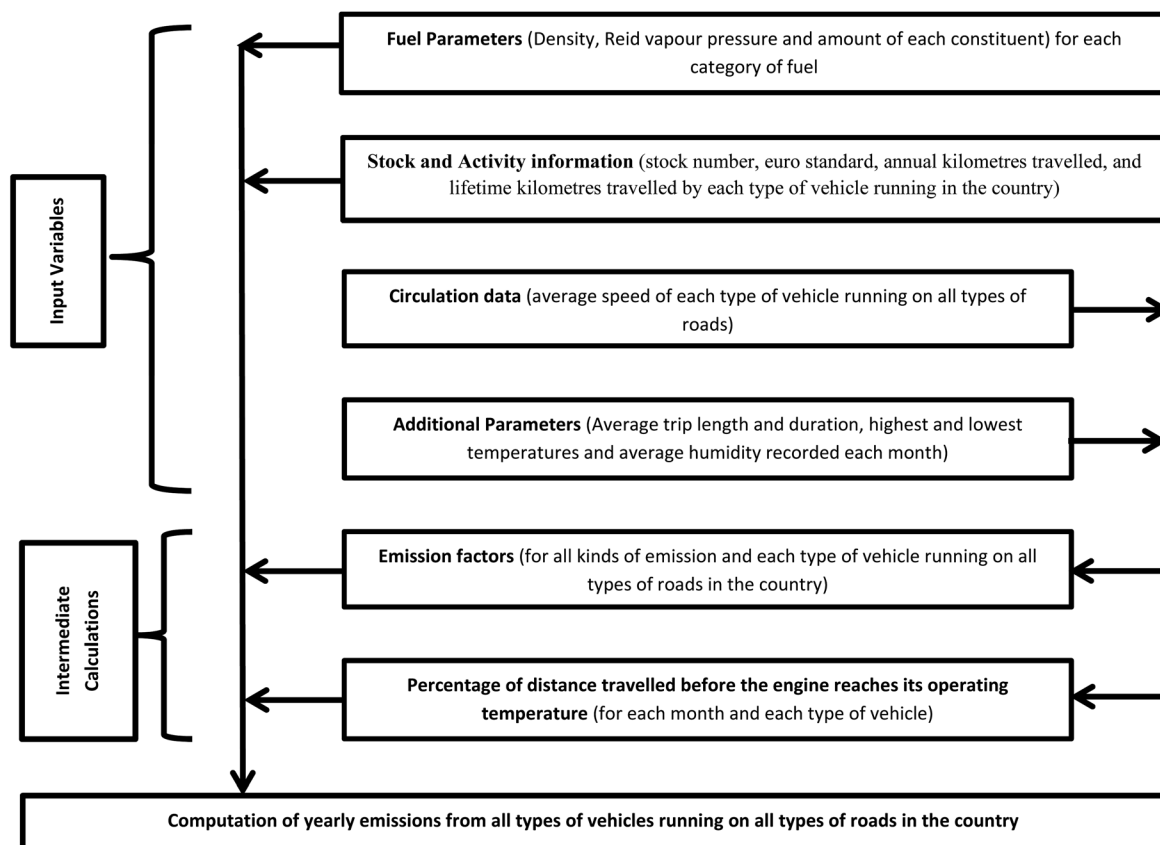 Fuel Parameters (Density, Reid vapour pressure and amount of each constituent) for each
category of fuel
Stock and Activity information (stock number, euro standard, annual kilometres travelled, and
lifetime kilometres travelled by each type of vehicle running in the country)
Input Variables
Circulation data (average speed of each type of vehicle running on all types of
roads)
Additional Parameters (Average trip length and duration, highest and lowest
temperatures and average humidity recorded each month)
Intermediate
Calculations
Emission factors (for all kinds of emission and each type of vehicle running on all
types of roads in the country)
Percentage of distance travelled before the engine reaches its operating
temperature (for each month and each type of vehicle)
Computation of yearly emissions from all types of vehicles running on all types of roads in the country